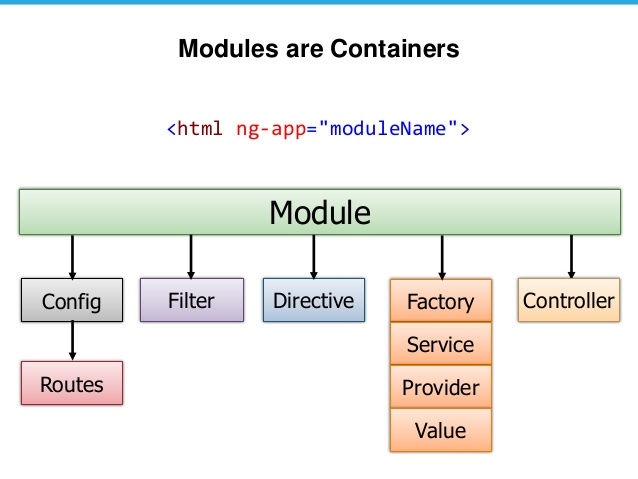 Modules are Containers
<html ng-app="moduleName">
Module
Config
Filter
Directive
Factory
Controller
Service
Provider
Value
Routes